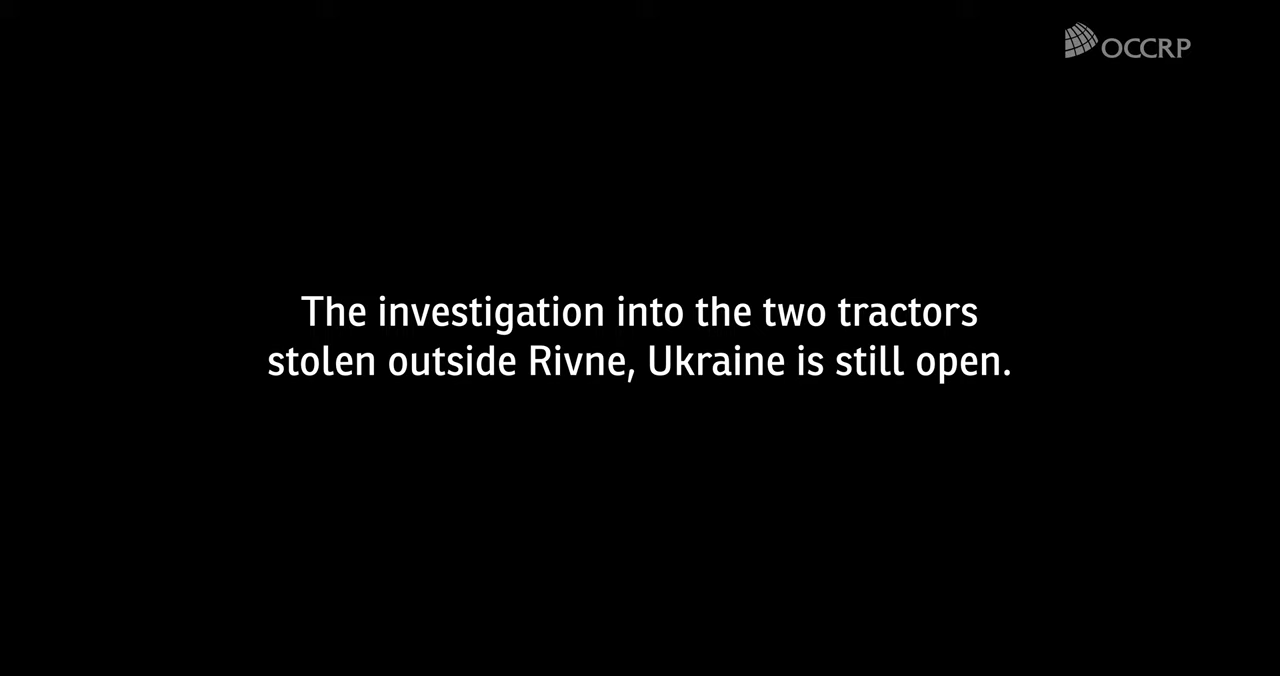 OCCRP
The investigation into the two tractors
stolen outside Rivne, Ukraine is still open.